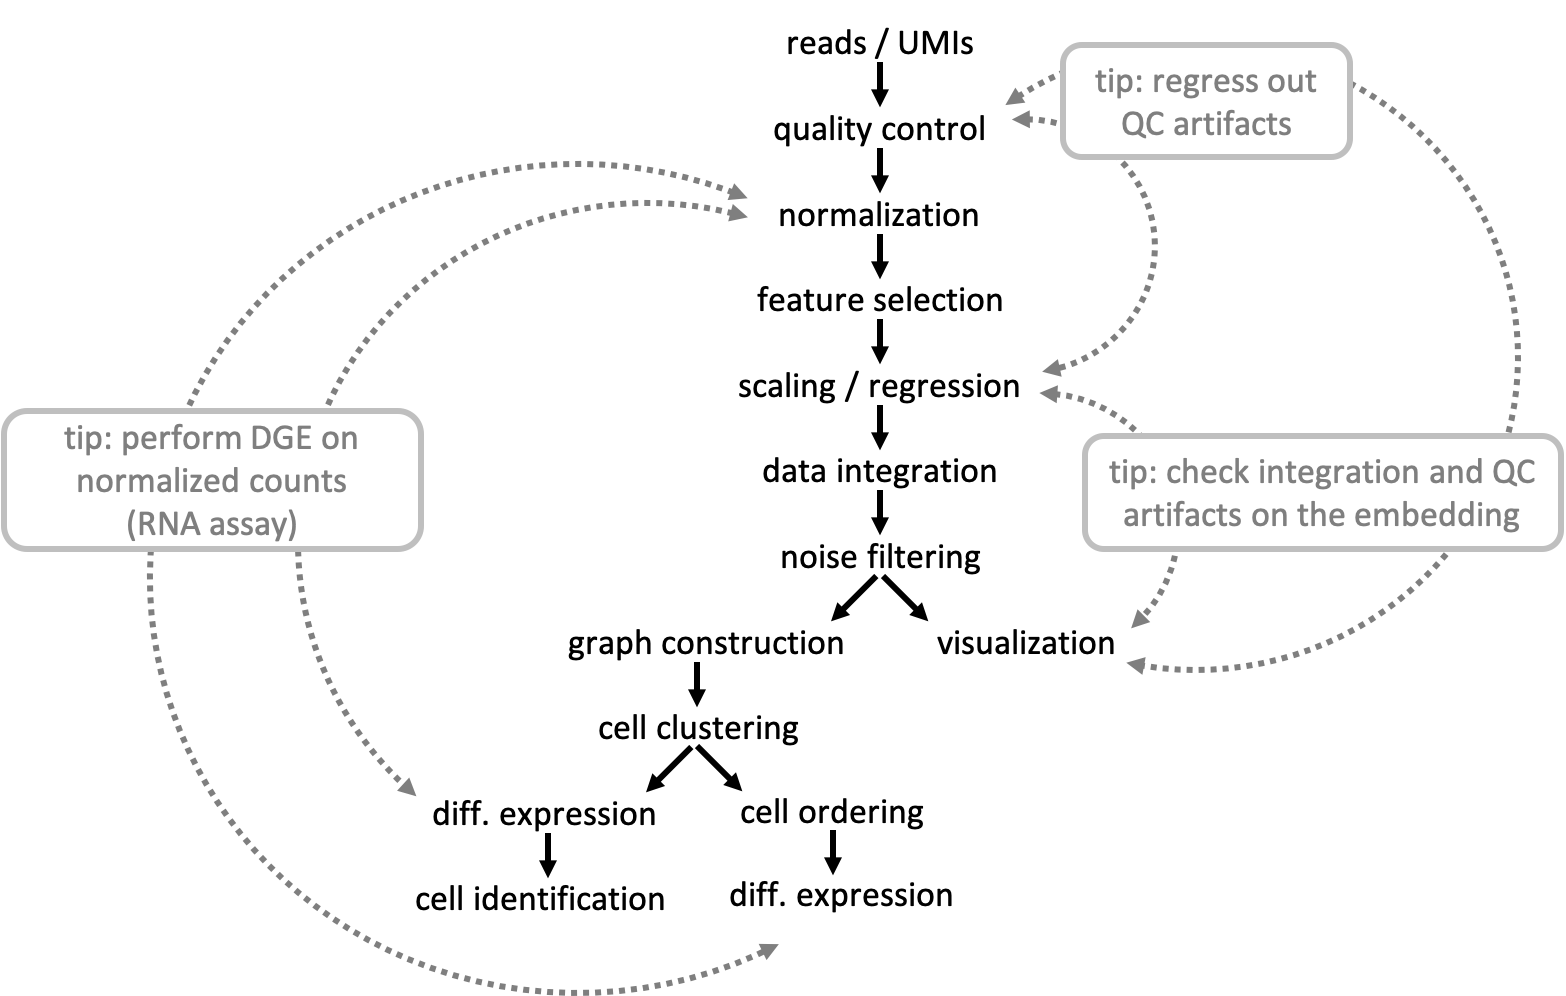 reads / UMIs
tip: regress out
QC artifacts
quality control
normalization
feature selection
scaling / regression
tip: perform DGE on
normalized counts
(RNA assay)
data integration
tip: check integration and QC
artifacts on the embedding
noise filtering
graph construction
visualization
cell clustering
diff. expression
cell ordering
cell identification
diff. expression